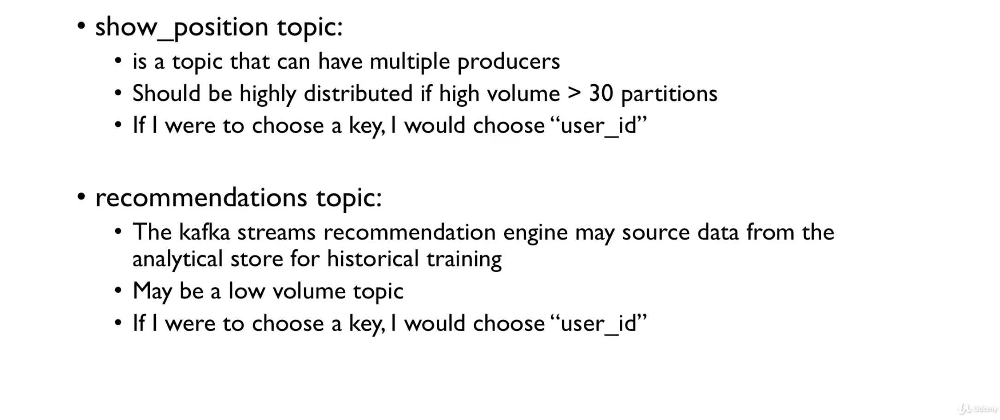 • show_position topic:
• is a topic that can have multiple producers
• Should be highly distributed if high volume > 30 partitions
• If I were to choose a key, I would choose “user_id”
• recommendations topic:
• The kafka streams recommendation engine may source data from the
analytical store for historical training
• May be a low volume topic
• If I were to choose a key, I would choose “user_id”
Udemy